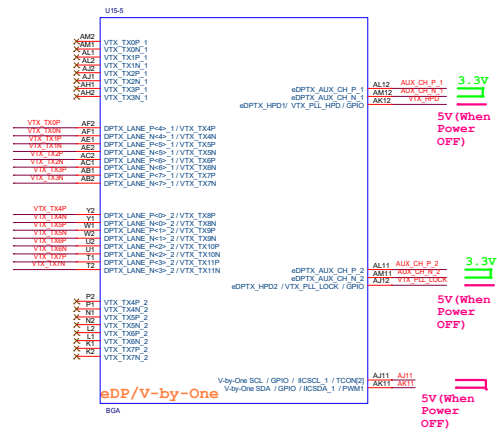 U15-5
AM2 VTX_TX0P_1
AM1 VTX_TX0N_1
AL1 VTX_TX1P_1
AL2 VTX_TX1N_1
AJ2 VTX_TX2P_1
AJ1 VTX_TX2N_1
AH1 VTX_TX3P_1
AH2 VTX_TX3N_1
eDPTX_AUX_CH_P_1 AL12 AUX_CH_P_1
eDPTX_AUX_CH_N_1 AM12 AUX_CH_N_1
eDPTX_HPD1/ VTX_PLL_HPD / GPIO AK12 VTX_HPD
3.3V
5V(When
Power
OFF)
VTX_TX0P AF2 DPTX_LANE_P<4>_1 / VTX_TX4P
VTX_TX0N AF1 DPTX_LANE_N<4>_1 / VTX_TX4N
VTX_TX1P AE1 DPTX_LANE_P<5>_1 / VTX_TX5P
VTX_TX1N AE2 DPTX_LANE_N<5>_1 / VTX_TX5N
VTX_TX2P AC2 DPTX_LANE_P<6>_1 / VTX_TX6P
VTX_TX2N AC1 DPTX_LANE_N<6>_1 / VTX_TX6N
VTX_TX3P AB1 DPTX_LANE_P<7>_1 / VTX_TX7P
VTX_TX3N AB2 DPTX_LANE_N<7>_1 / VTX_TX7N
VTX_TX4P Y2 DPTX_LANE_P<0>_2 / VTX_TX8P
VTX_TX4N Y1 DPTX_LANE_N<0>_2 / VTX_TX8N
VTX_TX5P W1 DPTX_LANE_P<1>_2 / VTX_TX9P
VTX_TX5N W2 DPTX_LANE_N<1>_2 / VTX_TX9N
VTX_TX6P U2 DPTX_LANE_P<2>_2 / VTX_TX10P
VTX_TX6N U1 DPTX_LANE_N<2>_2 / VTX_TX10N
VTX_TX7P T1 DPTX_LANE_P<3>_2 / VTX_TX11P
VTX_TX7N T2 DPTX_LANE_N<3>_2 / VTX_TX11N
eDPTX_AUX_CH_P_2 AL11 AUX_CH_P_2
eDPTX_AUX_CH_N_2 AM11 AUX_CH_N_2
eDPTX_HPD2 / VTX_PLL_LOCK / GPIO AJ12 VTX_PLL_LOCK
3.3V
5V(When
Power
OFF)
P2 VTX_TX4P_2
P1 VTX_TX4N_2
N1 VTX_TX5P_2
N2 VTX_TX5N_2
L2 VTX_TX6P_2
L1 VTX_TX6N_2
K1 VTX_TX7P_2
K2 VTX_TX7N_2
V-by-One SCL / GPIO / IICSCL_1 / TCON[2] AJ11 AJ11
V-by-One SDA / GPIO / IICSDA_1 / PWM1 AK11 AK11
5V(When
Power
OFF)
eDP/V-by-One
BGA